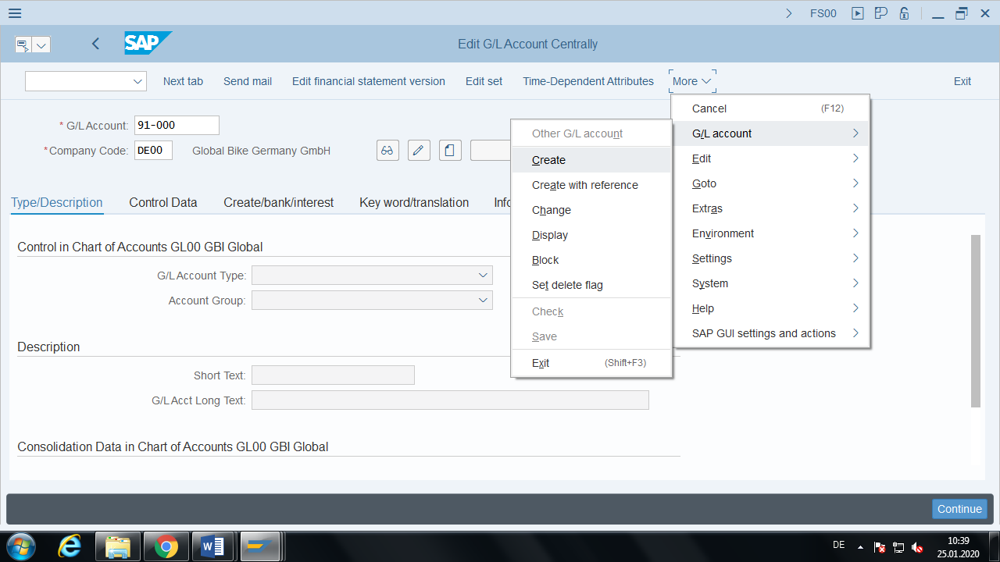 FS00
SAP
Edit G/L Account Centrally
Next tab
Send mail
Edit financial statement version
Edit set
Time-Dependent Attributes
More
Exit
* G/L Account: 91-000
* Company Code: DE00 Global Bike Germany GmbH
Cancel (F12)
G/L account
Edit
Goto
Extras
Environment
Settings
System
Help
SAP GUI settings and actions
Other G/L account
Create
Create with reference
Change
Display
Block
Set delete flag
Check
Save
Exit (Shift+F3)
Type/Description
Control Data
Create/bank/interest
Key word/translation
Info
Control in Chart of Accounts GL00 GBI Global
G/L Account Type:
Account Group:
Description
Short Text:
G/L Acct Long Text:
Consolidation Data in Chart of Accounts GL00 GBI Global
Continue
DE
10:39
25.01.2020